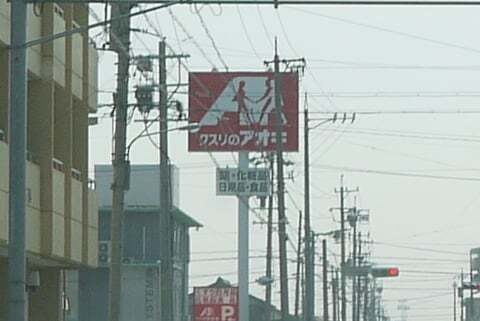 クスリのアオキ
薬・化粧品
日用品・食品
P